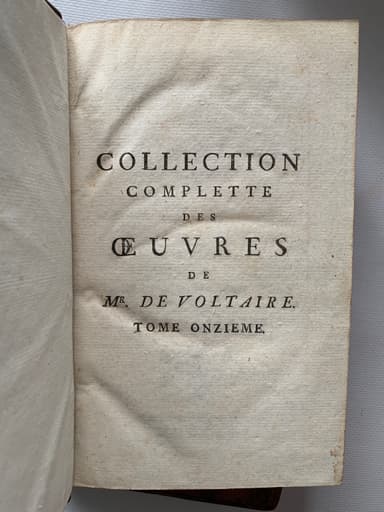 COLLECTION
COMPLETTE
DES
ŒUVRES
DE
MR. DE VOLTAIRE.
TOME ONZIEME.